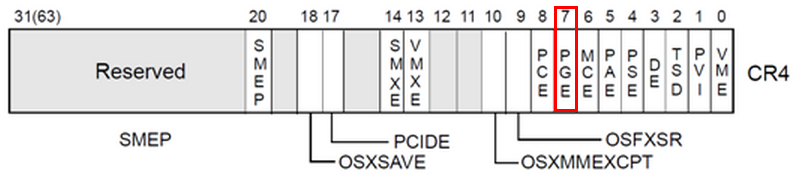 31(63) 20 18 17 14 13 12 11 10 9 8 7 6 5 4 3 2 1 0
Reserved SMEP SMXE VMXE PCE PGE MCE PAE PSE DE TSD PVI VME CR4
SMEP PCIDE OSFXSR
OSXSAVE OSXMMEXCPT